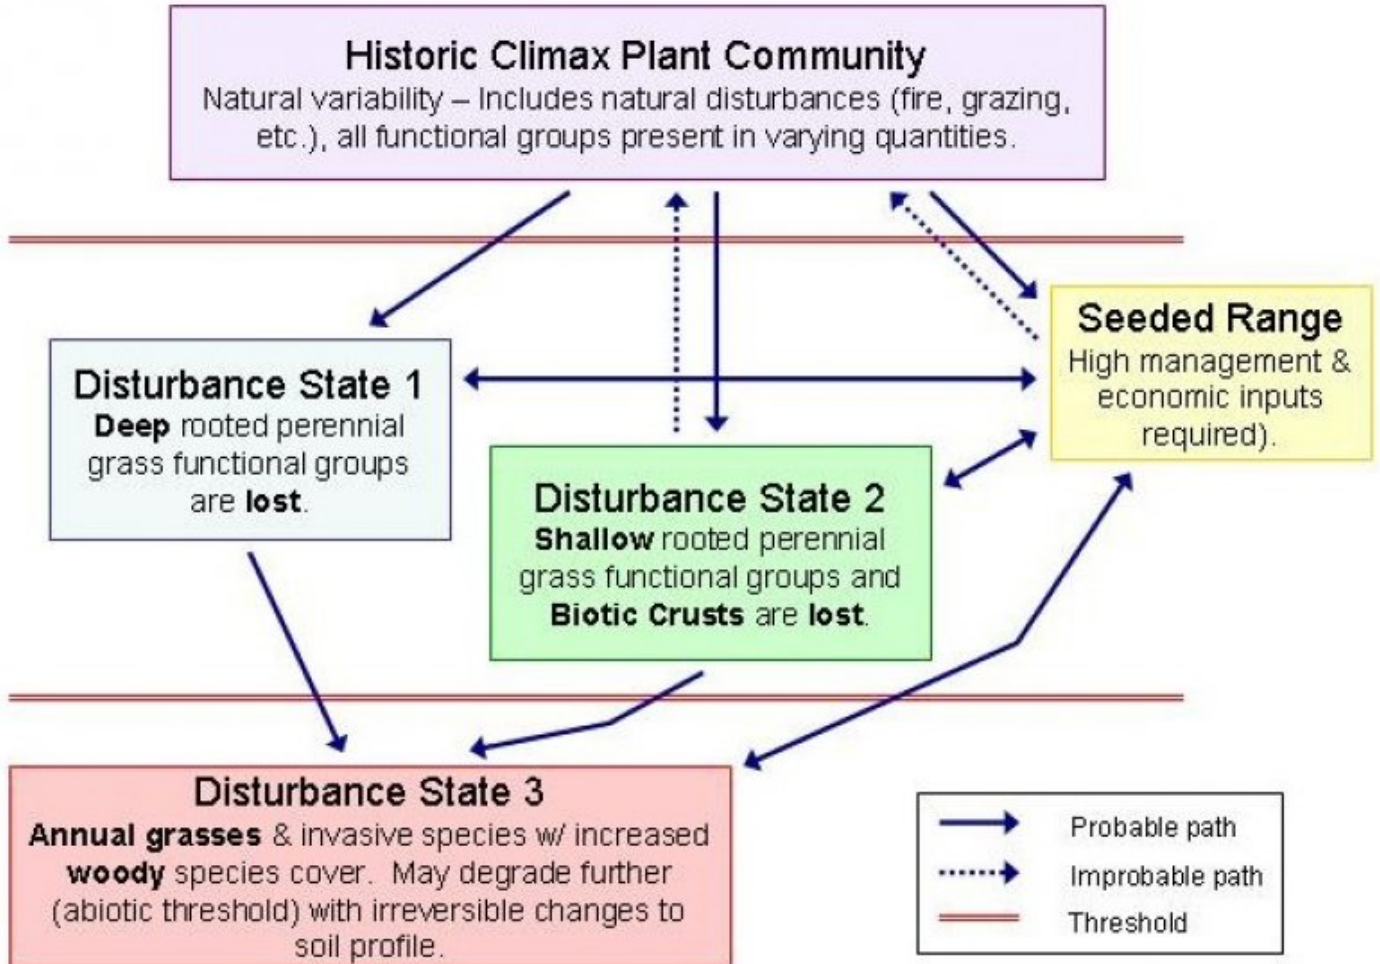 Historic Climax Plant Community
Natural variability – Includes natural disturbances (fire, grazing,
etc.), all functional groups present in varying quantities.
Seeded Range
High management &
economic inputs
required).
Disturbance State 1
Deep rooted perennial
grass functional groups
are lost.
Disturbance State 2
Shallow rooted perennial
grass functional groups and
Biotic Crusts are lost.
Disturbance State 3
Annual grasses & invasive species w/ increased
woody species cover. May degrade further
(abiotic threshold) with irreversible changes to
soil profile.
Probable path
Improbable path
Threshold